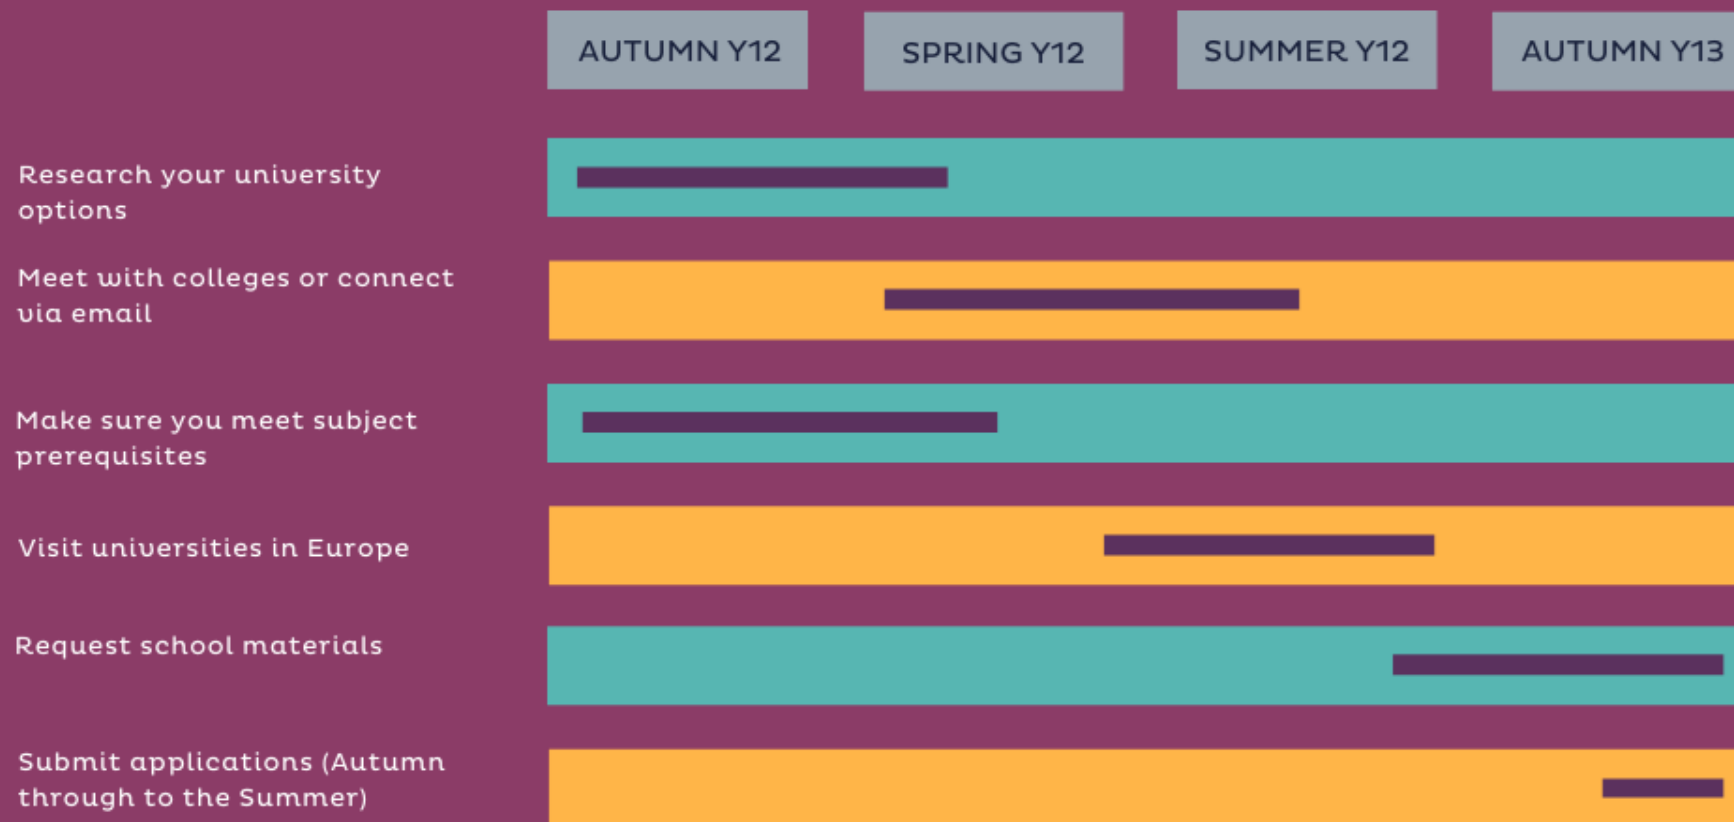 AUTUMN Y12
SPRING Y12
SUMMER Y12
AUTUMN Y13
Research your university
options
Meet with colleges or connect
via email
Make sure you meet subject
prerequisites
Visit universities in Europe
Request school materials
Submit applications (Autumn
through to the Summer)